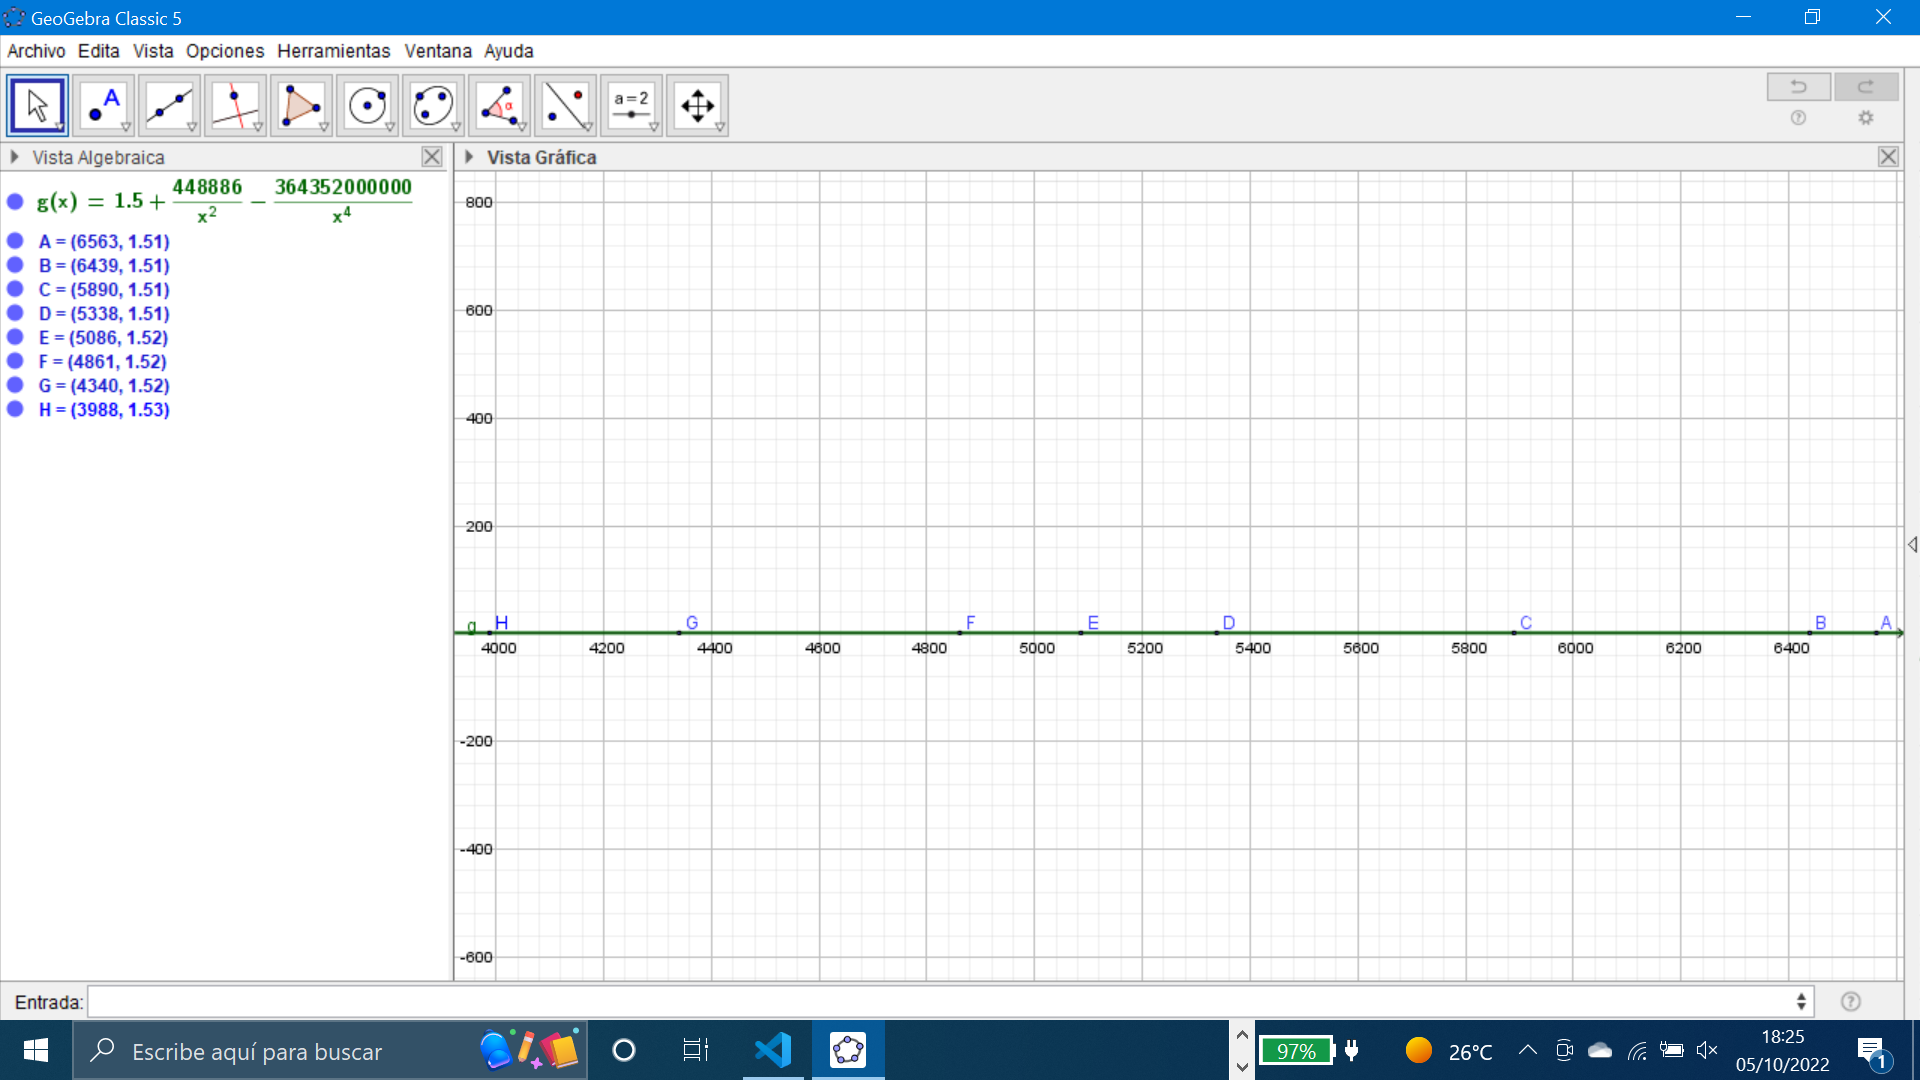 GeoGebra Classic 5
Archivo Edita Vista Opciones Herramientas Ventana Ayuda
A
α
a=2
Vista Algebraica
Vista Gráfica
g(x) = 1.5 + 448886/x² − 364352000000/x⁴
A = (6563, 1.51)
B = (6439, 1.51)
C = (5890, 1.51)
D = (5338, 1.51)
E = (5086, 1.52)
F = (4861, 1.52)
G = (4340, 1.52)
H = (3988, 1.53)
800
600
400
200
g H G F E D C B A
4000 4200 4400 4600 4800 5000 5200 5400 5600 5800 6000 6200 6400
-200
-400
-600
Entrada:
Escribe aquí para buscar
97%
26°C
18:25
05/10/2022
1